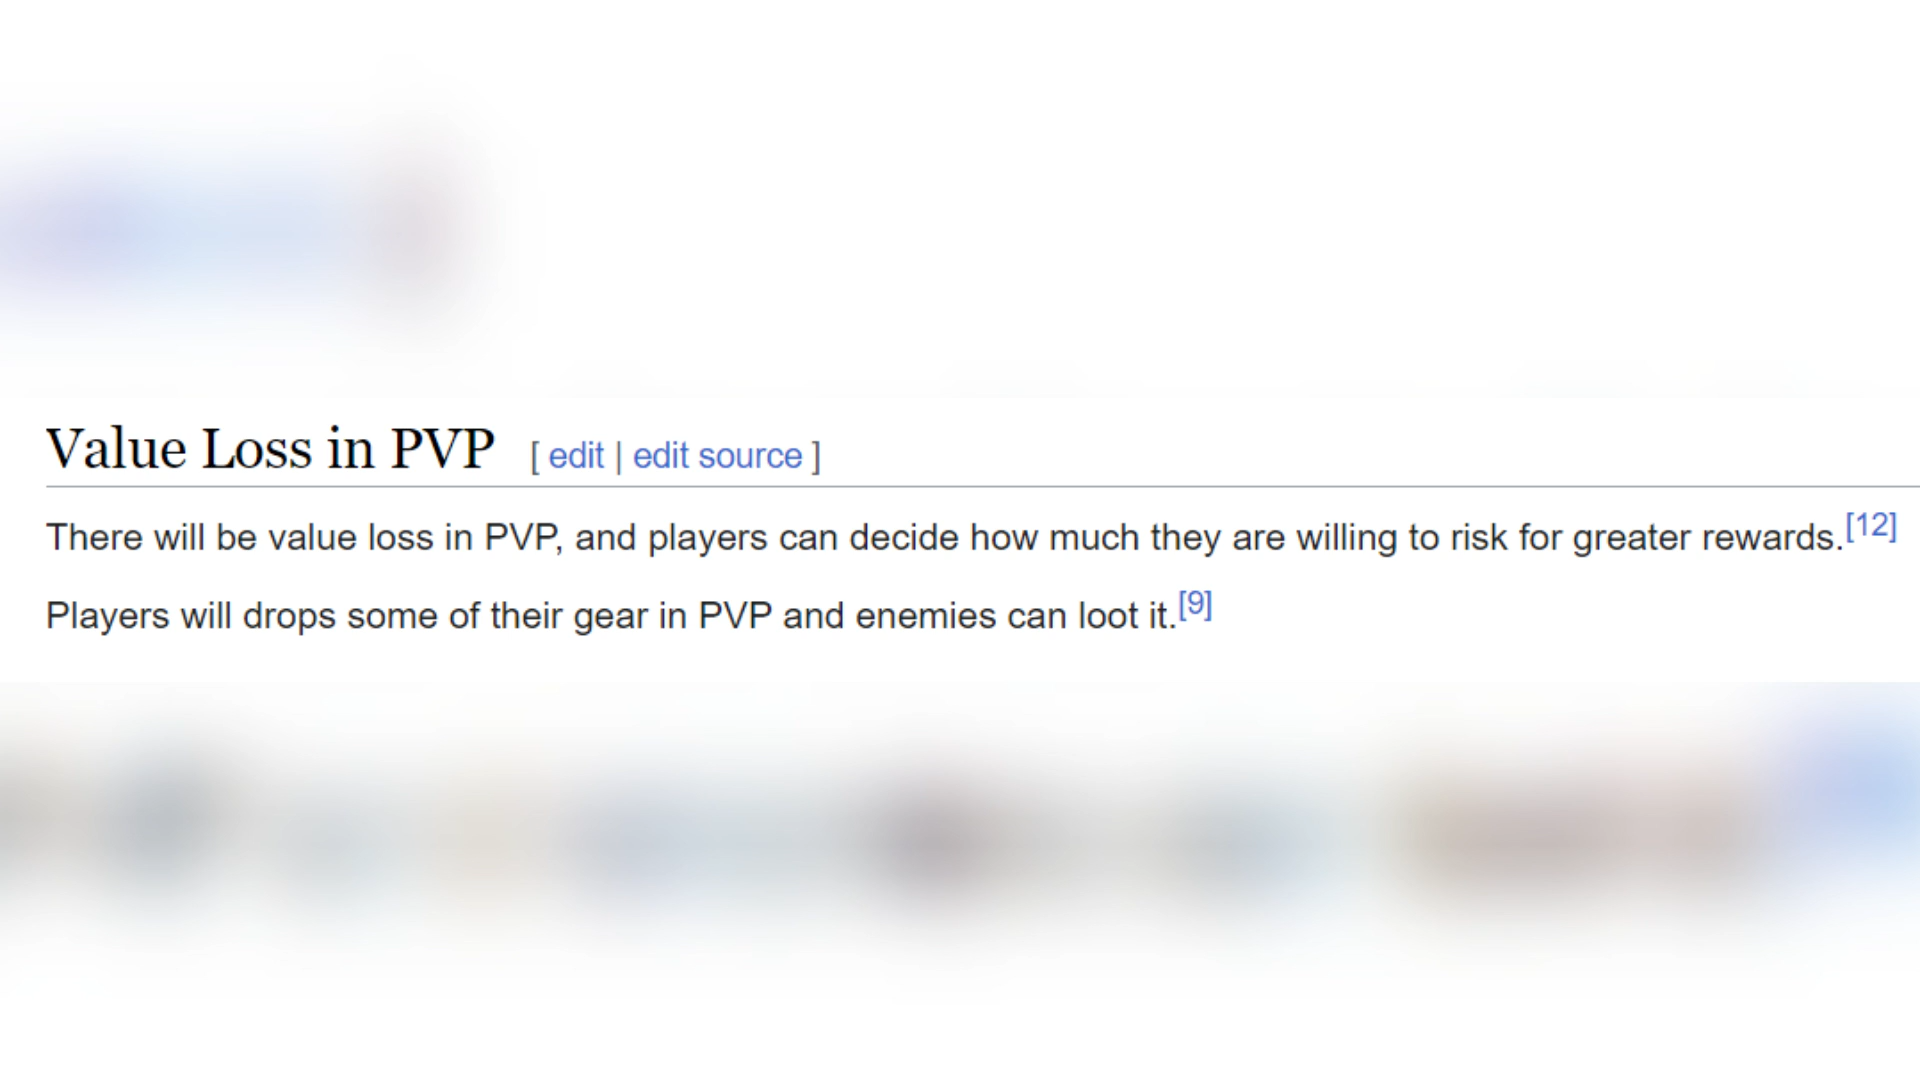 Value Loss in PVP [ edit | edit source ]
There will be value loss in PVP, and players can decide how much they are willing to risk for greater rewards.[12]
Players will drops some of their gear in PVP and enemies can loot it.[9]